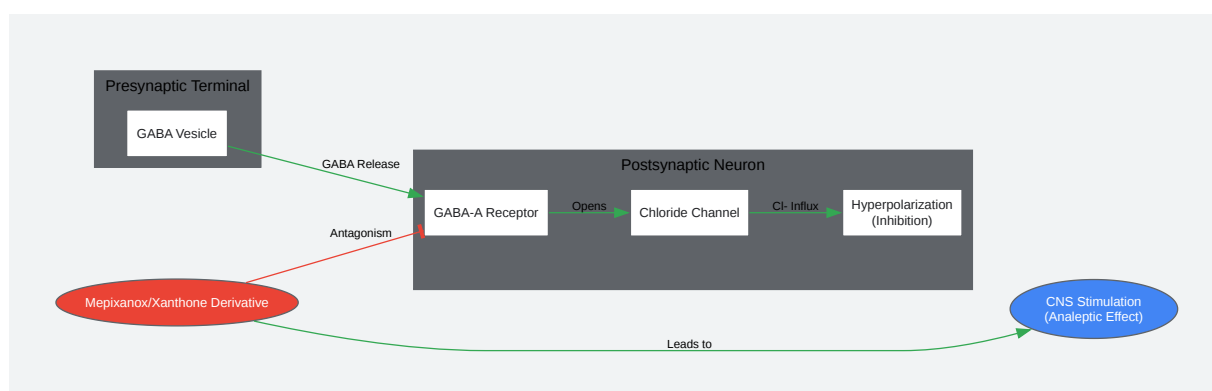 Presynaptic Terminal
GABA Vesicle
GABA Release
Postsynaptic Neuron
GABA-A Receptor
Opens
Chloride Channel
Cl- Influx
Hyperpolarization
(Inhibition)
Antagonism
Mepixanox/Xanthone Derivative
CNS Stimulation
(Analeptic Effect)
Leads to